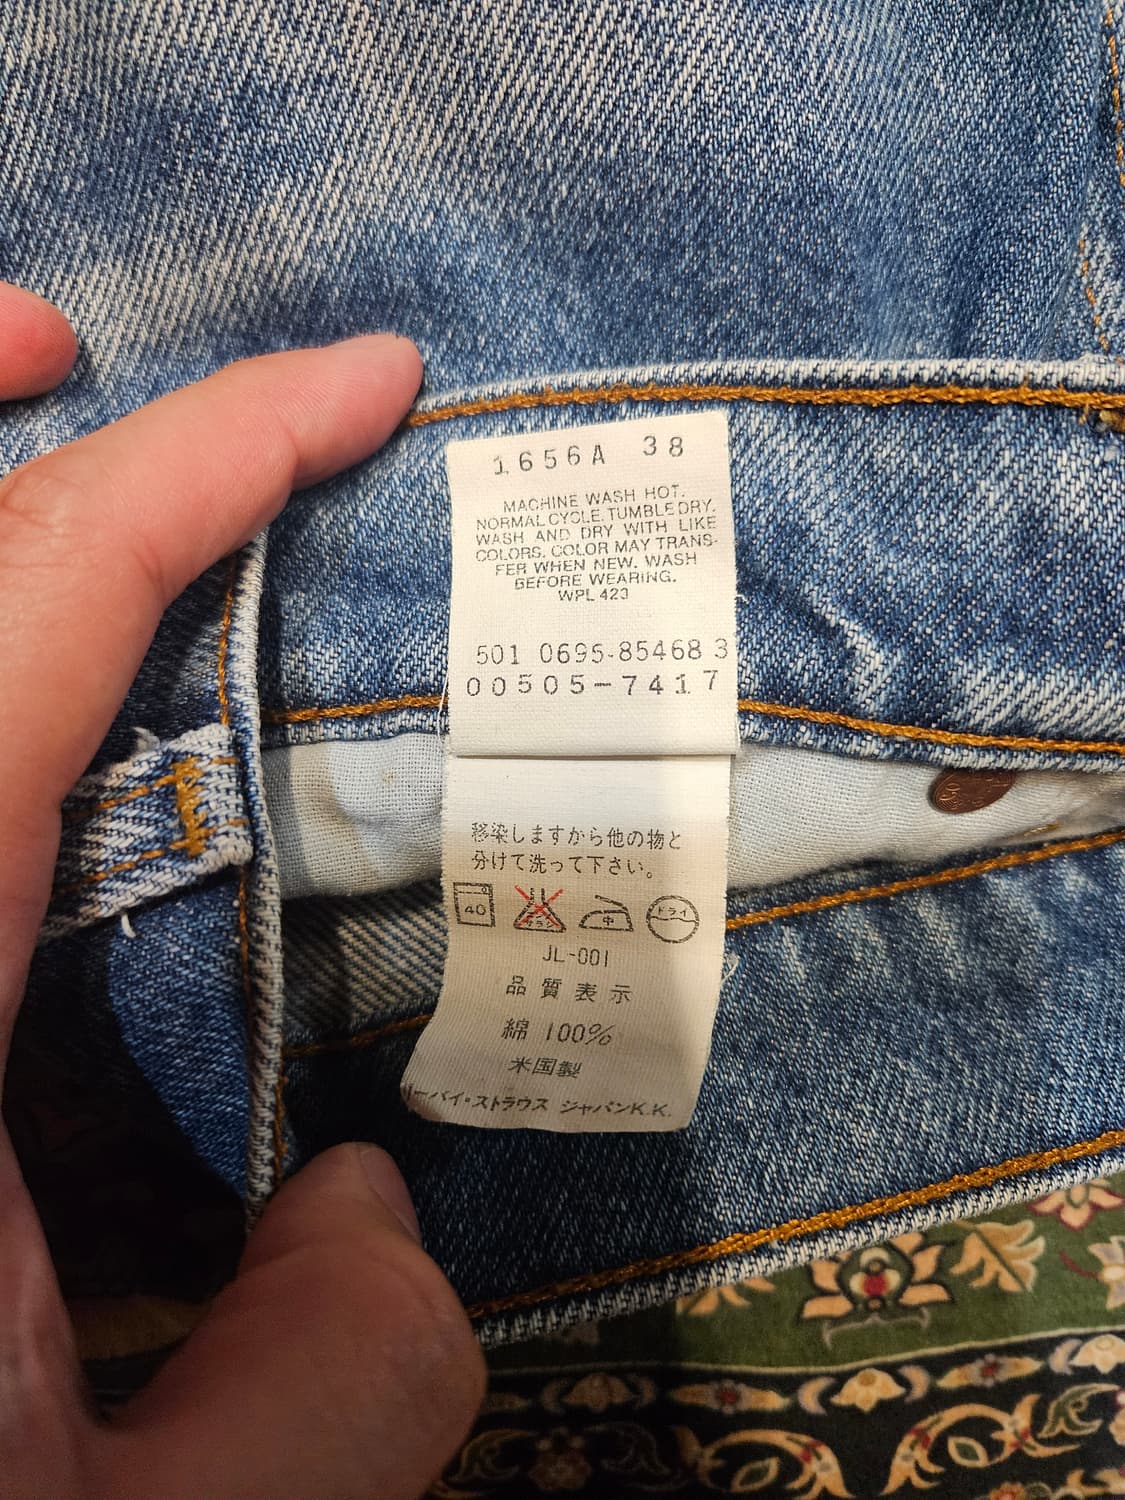 1656A 38
MACHINE WASH HOT.
NORMAL CYCLE. TUMBLE DRY.
WASH AND DRY WITH LIKE
COLORS. COLOR MAY TRANS-
FER WHEN NEW. WASH
BEFORE WEARING.
WPL 423
501 0695-85468 3
00505-7417
移染しますから他の物と
分けて洗って下さい。
40
中
ドライ
JL-001
品質表示
綿 100%
米国製
リーバイ・ストラウス ジャパンK.K.